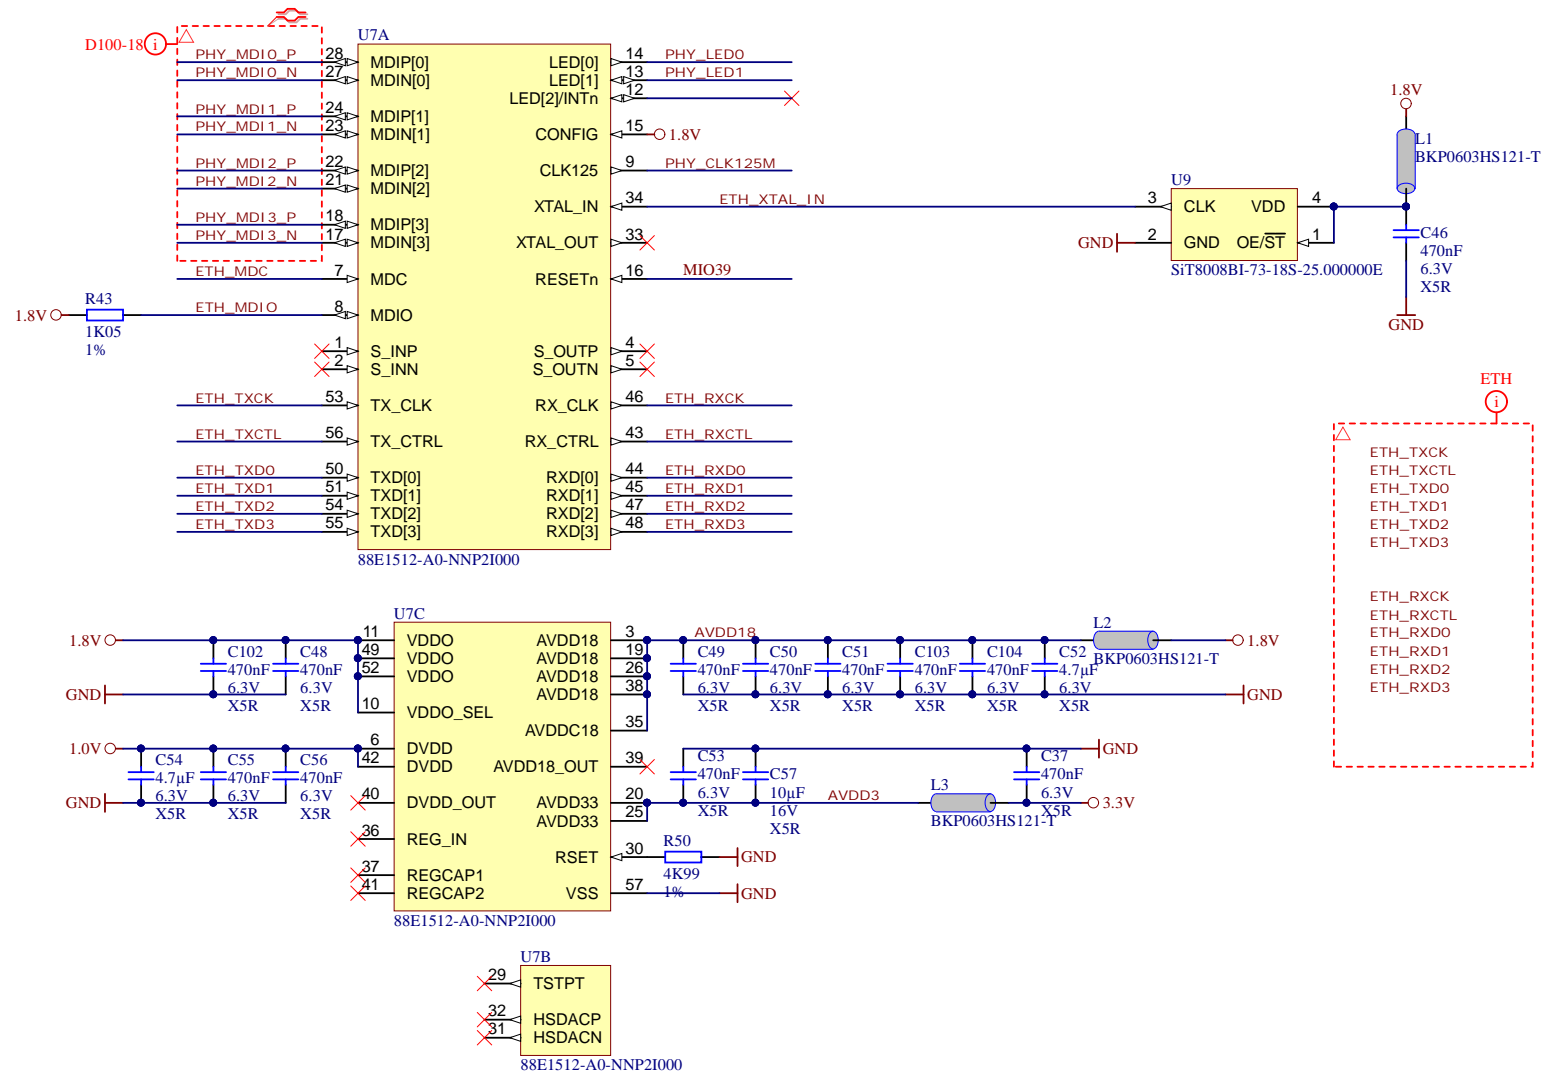 D100-18 i
U7A
PHY_MDI0_P 28 MDIP[0] LED[0] 14 PHY_LED0
PHY_MDI0_N 27 MDIN[0] LED[1] 13 PHY_LED1
LED[2]/INTn 12
PHY_MDI1_P 24 MDIP[1]
PHY_MDI1_N 23 MDIN[1] CONFIG 15 1.8V
PHY_MDI2_P 22 MDIP[2] CLK125 9 PHY_CLK125M
PHY_MDI2_N 21 MDIN[2]
XTAL_IN 34 ETH_XTAL_IN
PHY_MDI3_P 18 MDIP[3]
PHY_MDI3_N 17 MDIN[3] XTAL_OUT 33
ETH_MDC 7 MDC RESETn 16 MIO39
1.8V R43 ETH_MDIO 8 MDIO
1K05
1%
1 S_INP S_OUTP 4
2 S_INN S_OUTN 5
ETH_TXCK 53 TX_CLK RX_CLK 46 ETH_RXCK
ETH_TXCTL 56 TX_CTRL RX_CTRL 43 ETH_RXCTL
ETH_TXD0 50 TXD[0] RXD[0] 44 ETH_RXD0
ETH_TXD1 51 TXD[1] RXD[1] 45 ETH_RXD1
ETH_TXD2 54 TXD[2] RXD[2] 47 ETH_RXD2
ETH_TXD3 55 TXD[3] RXD[3] 48 ETH_RXD3
88E1512-A0-NNP2I000
1.8V
L1
BKP0603HS121-T
U9
3 CLK VDD 4
GND 2 GND OE/ST 1
SiT8008BI-73-18S-25.000000E
C46
470nF
6.3V
X5R
GND
ETH
i
ETH_TXCK
ETH_TXCTL
ETH_TXD0
ETH_TXD1
ETH_TXD2
ETH_TXD3
ETH_RXCK
ETH_RXCTL
ETH_RXD0
ETH_RXD1
ETH_RXD2
ETH_RXD3
U7C
1.8V 11 VDDO AVDD18 3 AVDD18 L2 1.8V
49 VDDO AVDD18 19 BKP0603HS121-T
52 VDDO AVDD18 26
AVDD18 38
10 VDDO_SEL
AVDDC18 35
C102 C48 C49 C50 C51 C103 C104 C52
470nF 470nF 470nF 470nF 470nF 470nF 470nF 4.7µF
GND 6.3V 6.3V 6.3V 6.3V 6.3V 6.3V 6.3V 6.3V GND
X5R X5R X5R X5R X5R X5R X5R X5R
1.0V 6 DVDD GND
42 DVDD AVDD18_OUT 39
C54 C55 C56 C53 C57 C37
4.7µF 470nF 470nF 470nF 10µF 470nF
GND 6.3V 6.3V 6.3V 6.3V 16V 6.3V
X5R X5R X5R X5R X5R X5R
40 DVDD_OUT AVDD33 20 AVDD3 L3 3.3V
AVDD33 25 BKP0603HS121-T
36 REG_IN
RSET 30 R50 GND
4K99
1%
37 REGCAP1
41 REGCAP2 VSS 57 GND
88E1512-A0-NNP2I000
U7B
29 TSTPT
32 HSDACP
31 HSDACN
88E1512-A0-NNP2I000